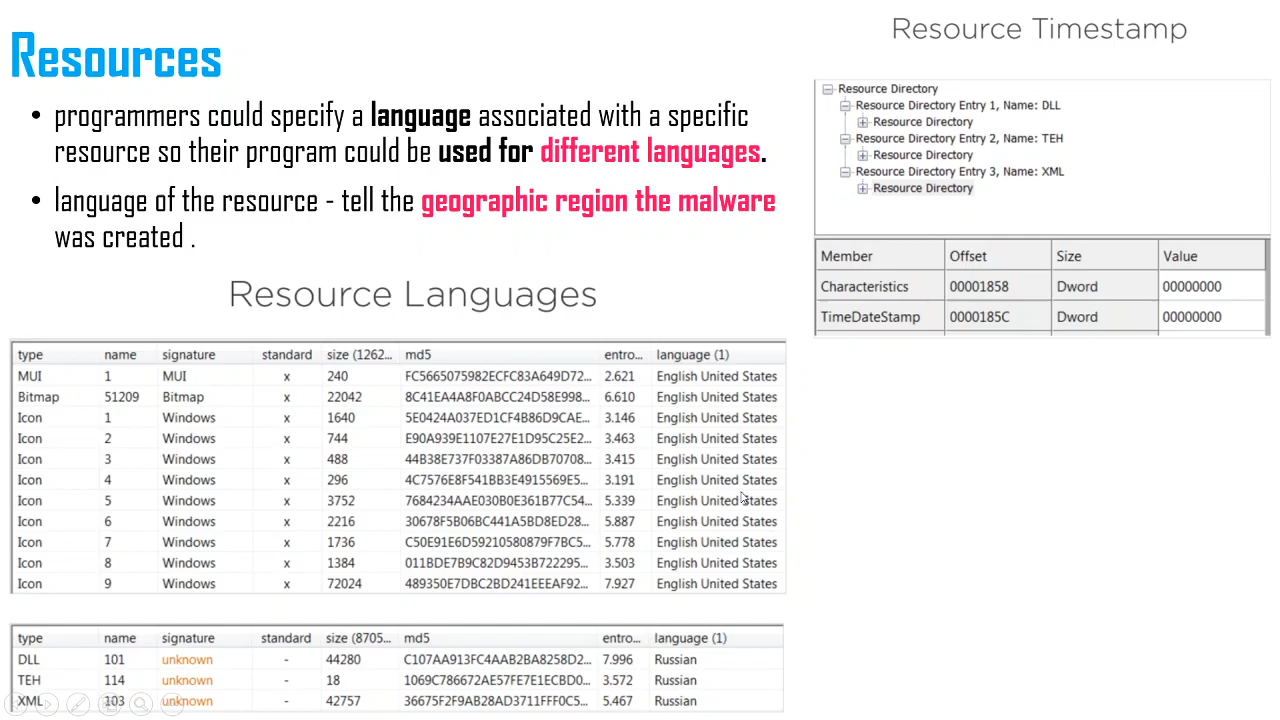 Resources
• programmers could specify a language associated with a specific
resource so their program could be used for different languages.
• language of the resource - tell the geographic region the malware
was created .
Resource Languages
type name signature standard size (1262... md5 entro... language (1)
MUI 1 MUI x 240 FC5665075982ECFC83A649D72... 2.621 English United States
Bitmap 51209 Bitmap x 22042 8C41EA4A8F0ABCC24D58E998... 6.610 English United States
Icon 1 Windows x 1640 5E0424A037ED1CF4B86D9CAE... 3.146 English United States
Icon 2 Windows x 744 E90A939E1107E27E1D95C25E2... 3.463 English United States
Icon 3 Windows x 488 44B38E737F03387A86DB70708... 3.415 English United States
Icon 4 Windows x 296 4C7576E8F541BB3E4915569E5... 3.191 English United States
Icon 5 Windows x 3752 7684234AAE030B0E361B77C54... 5.339 English United States
Icon 6 Windows x 2216 30678F5B06BC441A5BD8ED28... 5.887 English United States
Icon 7 Windows x 1736 C50E91E6D59210580879F7BC5... 5.778 English United States
Icon 8 Windows x 1384 011BDE7B9C82D9453B722295... 3.503 English United States
Icon 9 Windows x 72024 489350E7DBC2BD241EEEAF92... 7.927 English United States
type name signature standard size (8705... md5 entro... language (1)
DLL 101 unknown - 44280 C107AA913FC4AAB2BA8258D2... 7.996 Russian
TEH 114 unknown - 18 1069C786672AE57FE7E1ECBD0... 3.572 Russian
XML 103 unknown - 42757 36675F2F9AB28AD3711FFF0C5... 5.467 Russian
Resource Timestamp
Resource Directory
Resource Directory Entry 1, Name: DLL
Resource Directory
Resource Directory Entry 2, Name: TEH
Resource Directory
Resource Directory Entry 3, Name: XML
Resource Directory
Member Offset Size Value
Characteristics 00001858 Dword 00000000
TimeDateStamp 0000185C Dword 00000000